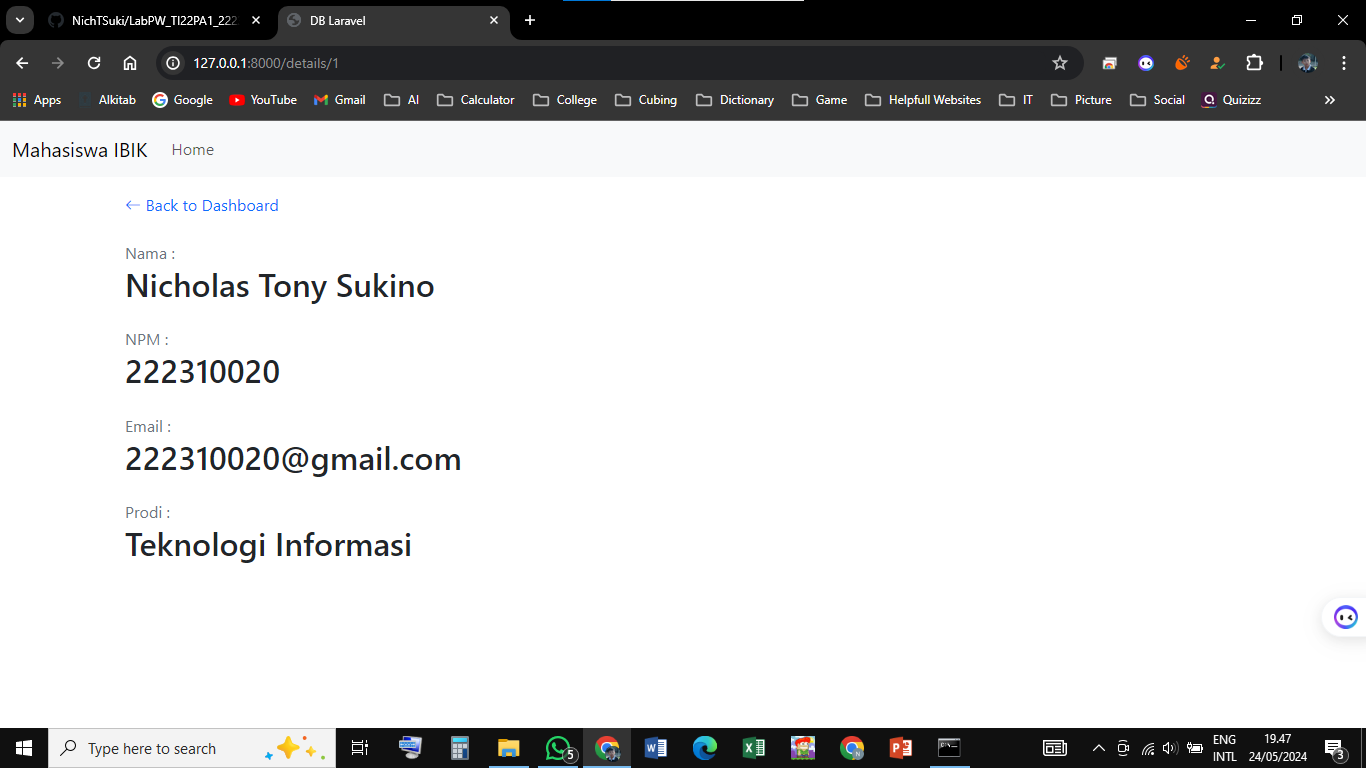 NichTSuki/LabPW_TI22PA1_222
DB Laravel
127.0.0.1:8000/details/1
Apps Alkitab Google YouTube Gmail AI Calculator College Cubing Dictionary Game Helpfull Websites IT Picture Social Quizizz
Mahasiswa IBIK Home
← Back to Dashboard
Nama :
Nicholas Tony Sukino
NPM :
222310020
Email :
222310020@gmail.com
Prodi :
Teknologi Informasi
Type here to search
5
ENG
INTL
19.47
24/05/2024
3